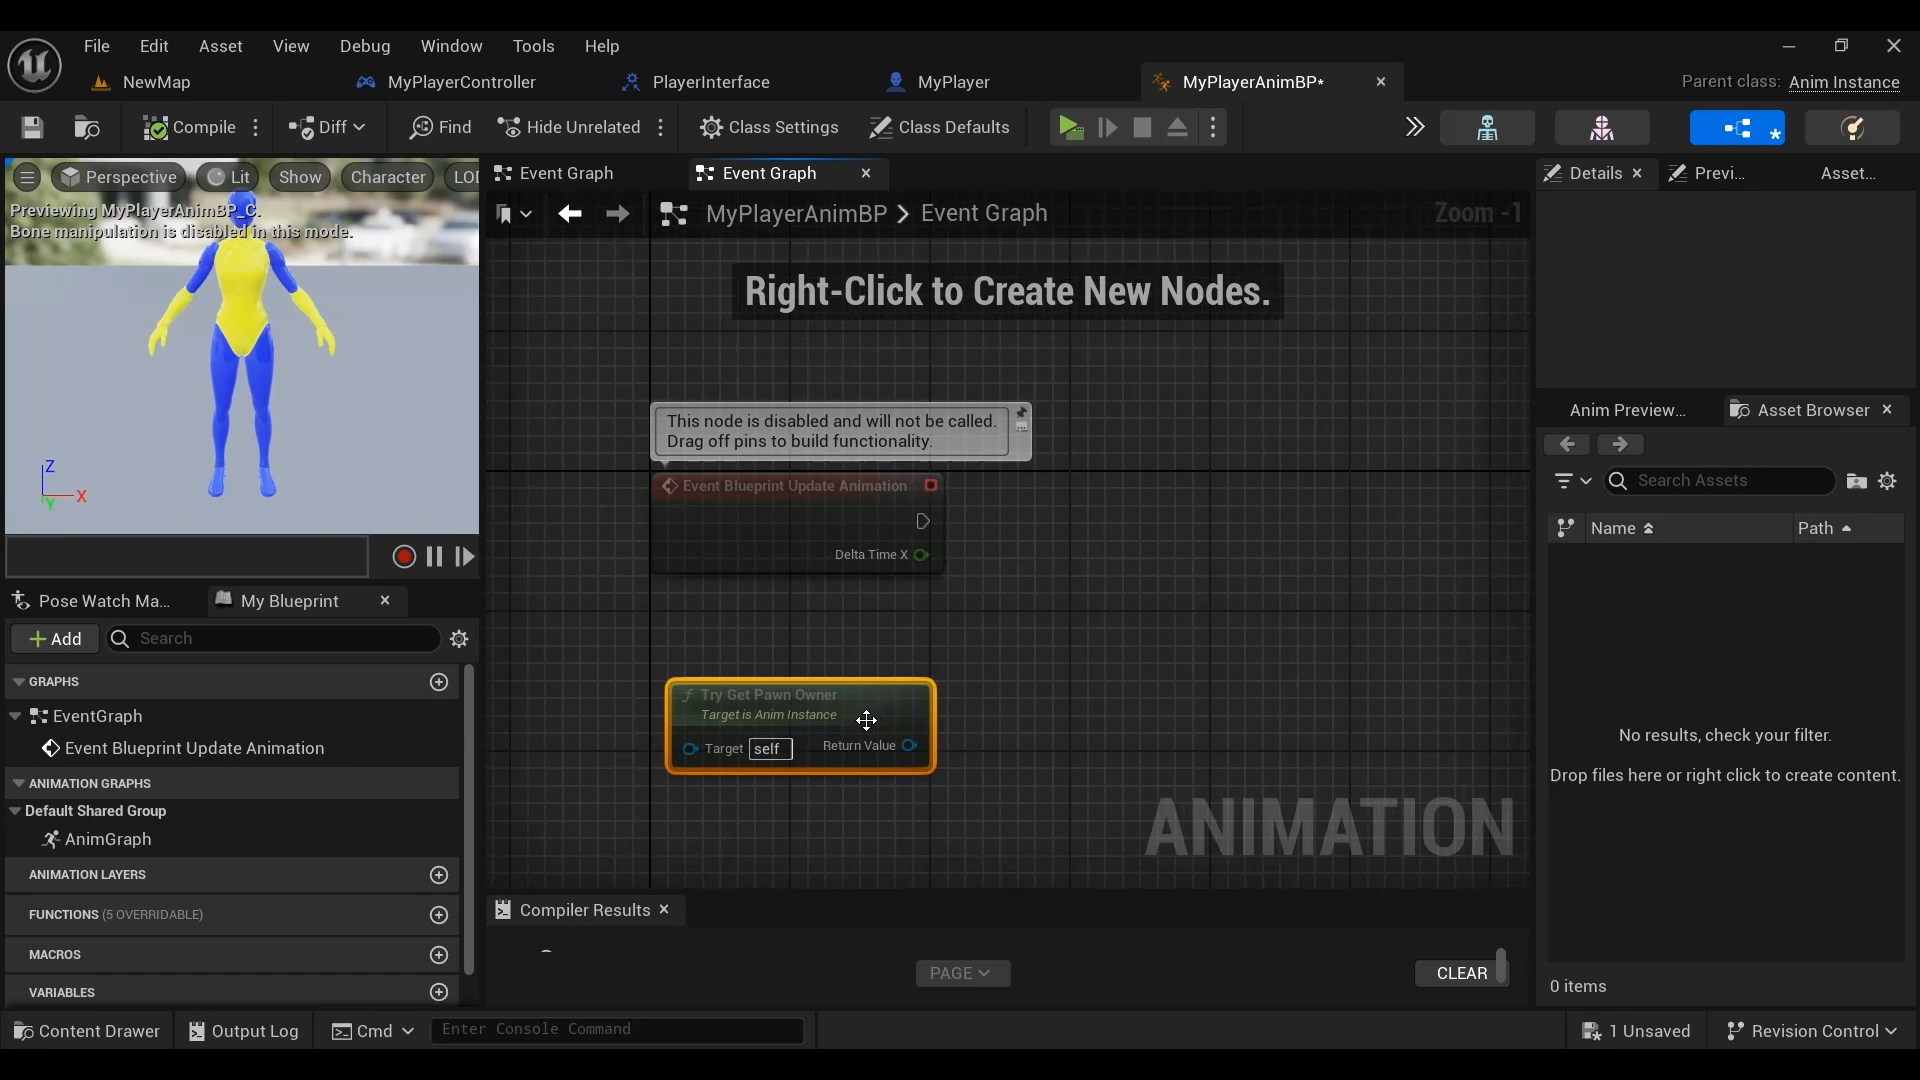 File Edit Asset View Debug Window Tools Help
NewMap MyPlayerController PlayerInterface MyPlayer MyPlayerAnimBP* Parent class: Anim Instance
Compile Diff Find Hide Unrelated Class Settings Class Defaults
Perspective Lit Show Character LOD
Previewing MyPlayerAnimBP_C.
Bone manipulation is disabled in this mode.
Z
X
Y
Event Graph Event Graph
MyPlayerAnimBP > Event Graph Zoom -1
Right-Click to Create New Nodes.
This node is disabled and will not be called.
Drag off pins to build functionality.
Event Blueprint Update Animation
Delta Time X
f Try Get Pawn Owner
Target is Anim Instance
Target self Return Value
ANIMATION
Compiler Results
PAGE CLEAR
Pose Watch Ma... My Blueprint
+ Add Search
GRAPHS
EventGraph
Event Blueprint Update Animation
ANIMATION GRAPHS
Default Shared Group
AnimGraph
ANIMATION LAYERS
FUNCTIONS (5 OVERRIDABLE)
MACROS
VARIABLES
Details Previ... Asset...
Anim Preview... Asset Browser
Search Assets
Name Path
No results, check your filter.
Drop files here or right click to create content.
0 items
Content Drawer Output Log Cmd Enter Console Command 1 Unsaved Revision Control